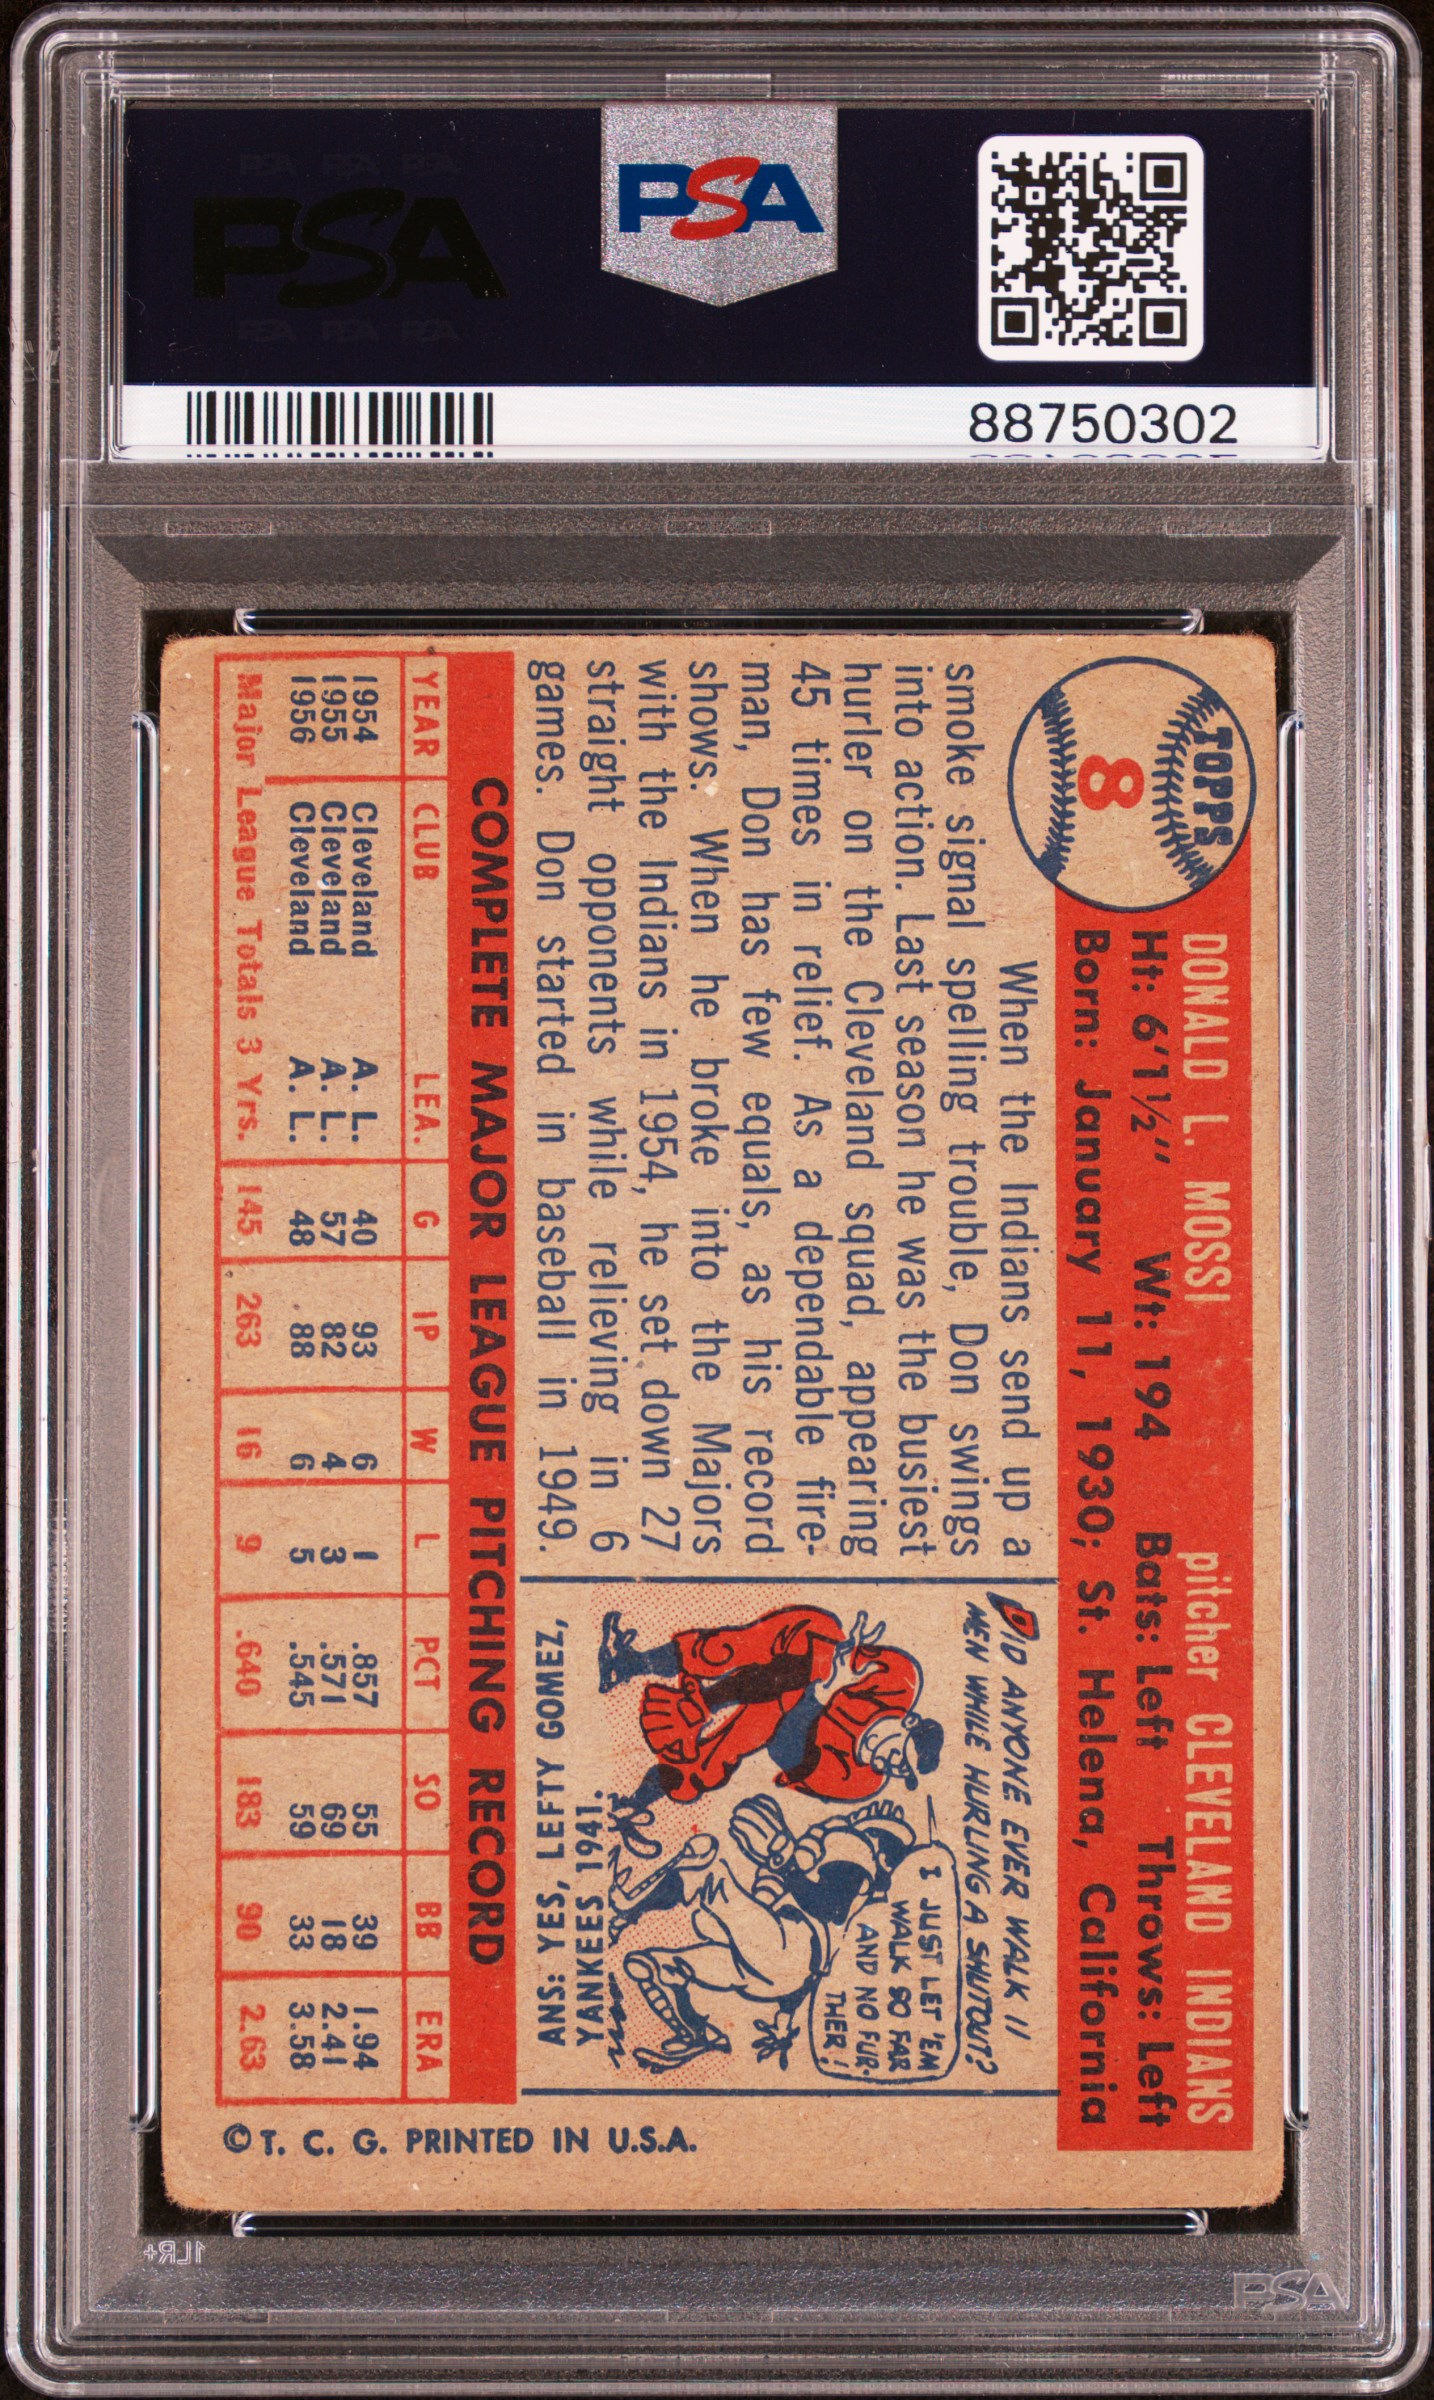 PSA
PSA PSA PSA
PSA
PSA PSA PSA
88750302
TOPPS
8
DONALD L. MOSSI pitcher CLEVELAND INDIANS
Ht: 6'1½" Wt: 194 Bats: Left Throws: Left
Born: January 11, 1930; St. Helena, California
When the Indians send up a
smoke signal spelling trouble, Don swings
into action. Last season he was the busiest
hurler on the Cleveland squad, appearing
45 times in relief. As a dependable fire-
man, Don has few equals, as his record
shows. When he broke into the Majors
with the Indians in 1954, he set down 27
straight opponents while relieving in 6
games. Don started in baseball in 1949.
DID ANYONE EVER WALK 11
MEN WHILE HURLING A SHUTOUT?
I JUST LET 'EM
WALK SO FAR
AND NO FUR-
THER!
ANS: YES, LEFTY GOMEZ,
YANKEES 1941.
COMPLETE MAJOR LEAGUE PITCHING RECORD
YEAR CLUB LEA. G IP W L PCT SO BB ERA
1954 Cleveland A. L. 40 93 6 1 .857 55 39 1.94
1955 Cleveland A. L. 57 82 4 3 .571 69 18 2.41
1956 Cleveland A. L. 48 88 6 5 .545 59 33 3.58
Major League Totals 3 Yrs. 145 263 16 9 .640 183 90 2.63
© T. C. G. PRINTED IN U.S.A.
1LR+
PSA